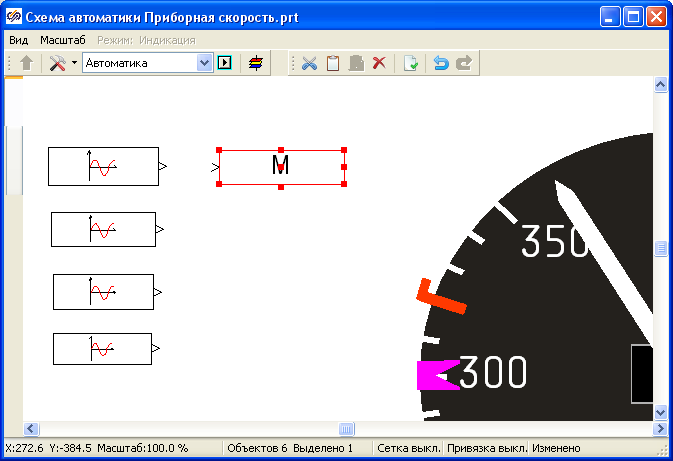 Схема автоматики Приборная скорость.prt
Вид Масштаб Режим: Индикация
Автоматика
M
350
300
X:272.6 Y:-384.5 Масштаб:100.0 % Объектов 6 Выделено 1 Сетка выкл. Привязка выкл. Изменено